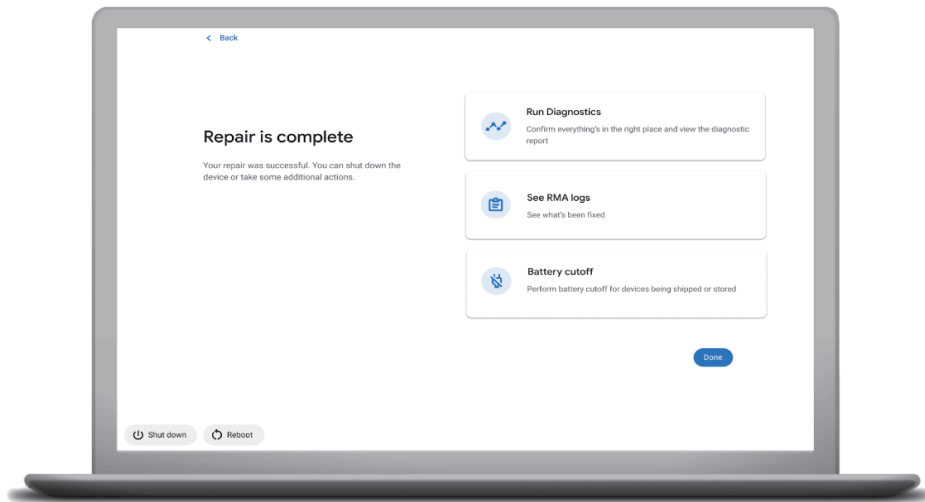 Back
Repair is complete
Your repair was successful. You can shut down the
device or take some additional actions.
Run Diagnostics
Confirm everything's in the right place and view the diagnostic
report
See RMA logs
See what's been fixed
Battery cutoff
Perform battery cutoff for devices being shipped or stored
Done
Shut down
Reboot